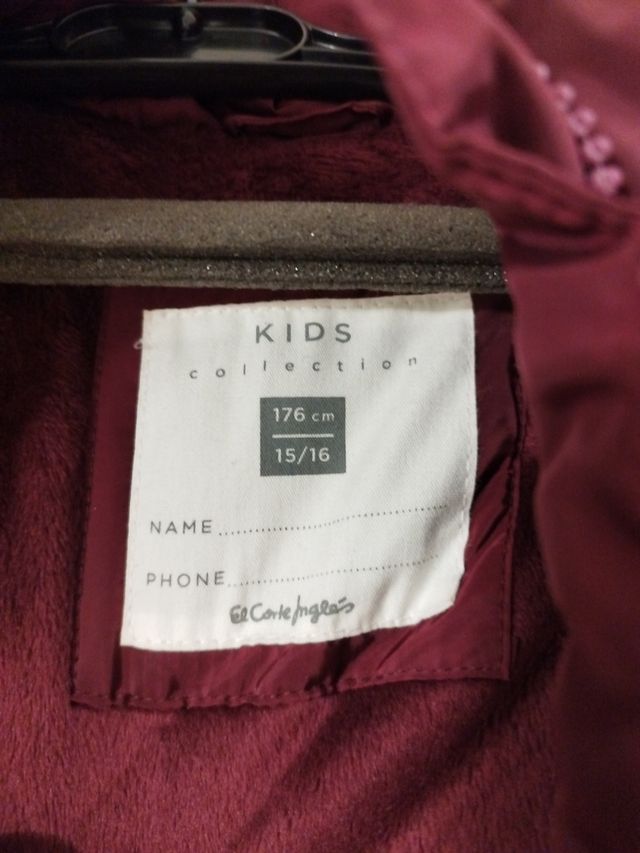 KIDS
collection
176 cm
15/16
NAME
PHONE
El Corte Inglés